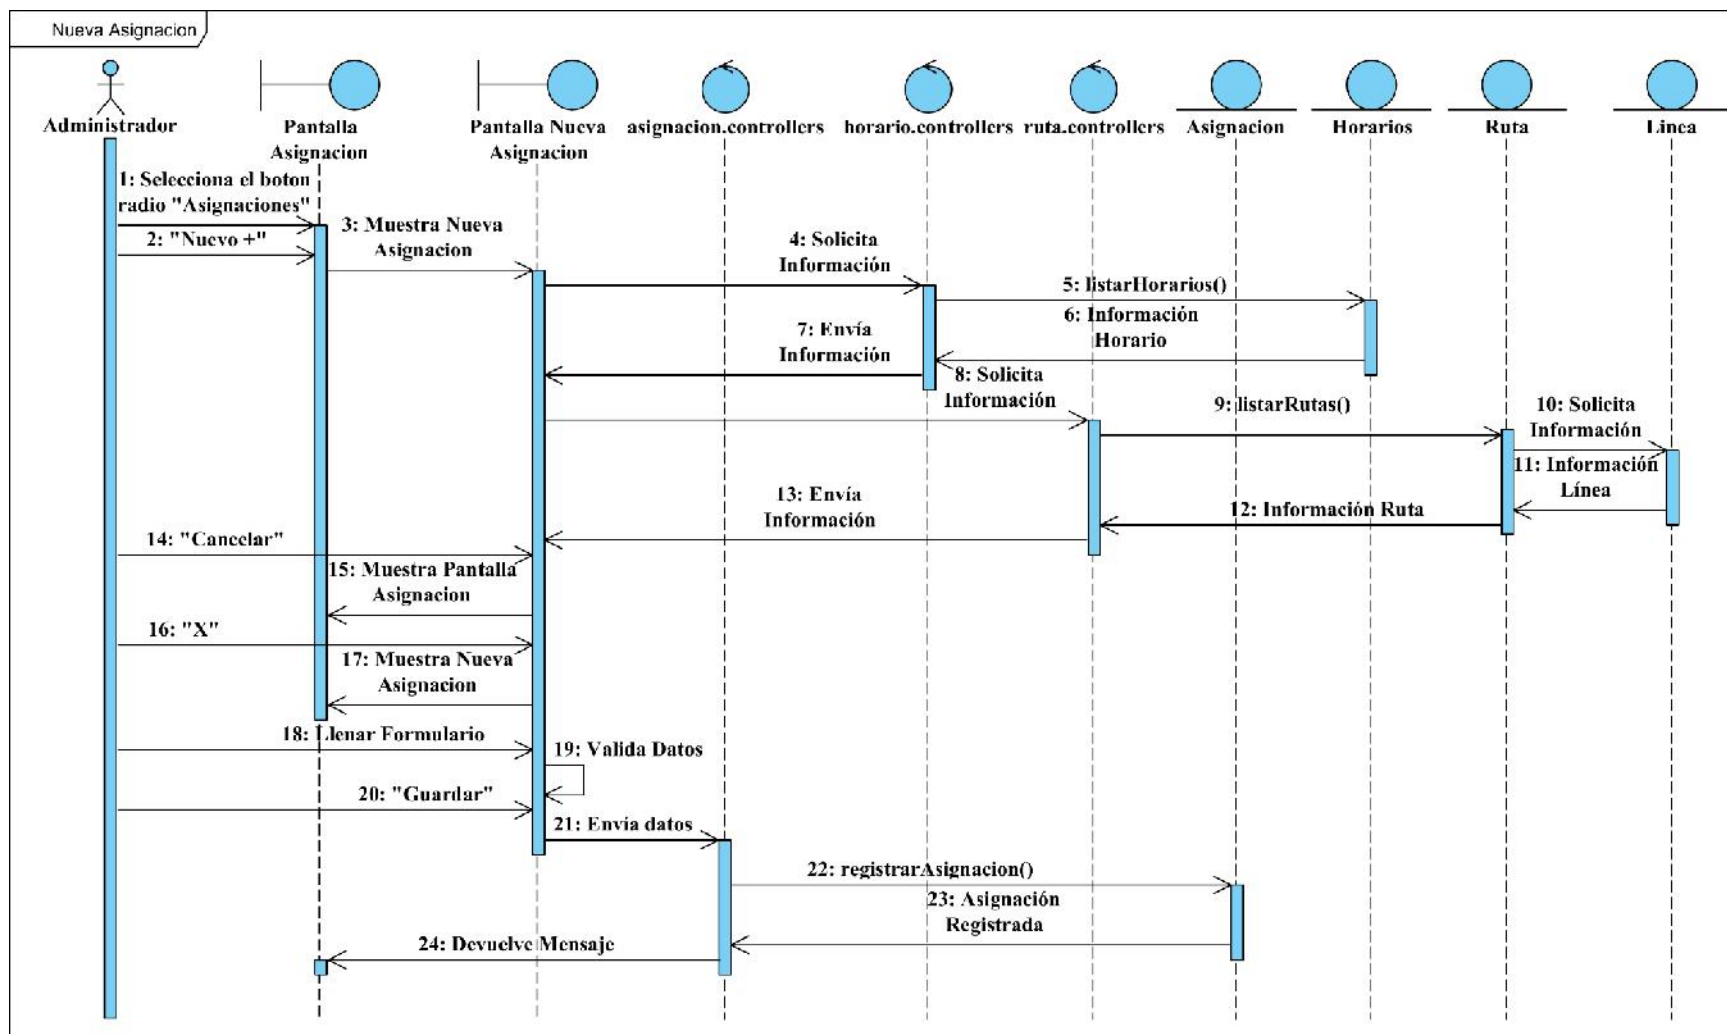 Nueva Asignacion
Administrador
Pantalla
Asignacion
Pantalla Nueva
Asignacion
asignacion.controllers
horario.controllers
ruta.controllers
Asignacion
Horarios
Ruta
Linea
1: Selecciona el boton
radio "Asignaciones"
2: "Nuevo +"
3: Muestra Nueva
Asignacion
4: Solicita
Información
5: listarHorarios()
6: Información
Horario
7: Envía
Información
8: Solicita
Información
9: listarRutas()
10: Solicita
Información
11: Información
Línea
12: Información Ruta
13: Envía
Información
14: "Cancelar"
15: Muestra Pantalla
Asignacion
16: "X"
17: Muestra Nueva
Asignacion
18: Llenar Formulario
19: Valida Datos
20: "Guardar"
21: Envía datos
22: registrarAsignacion()
23: Asignación
Registrada
24: Devuelve Mensaje